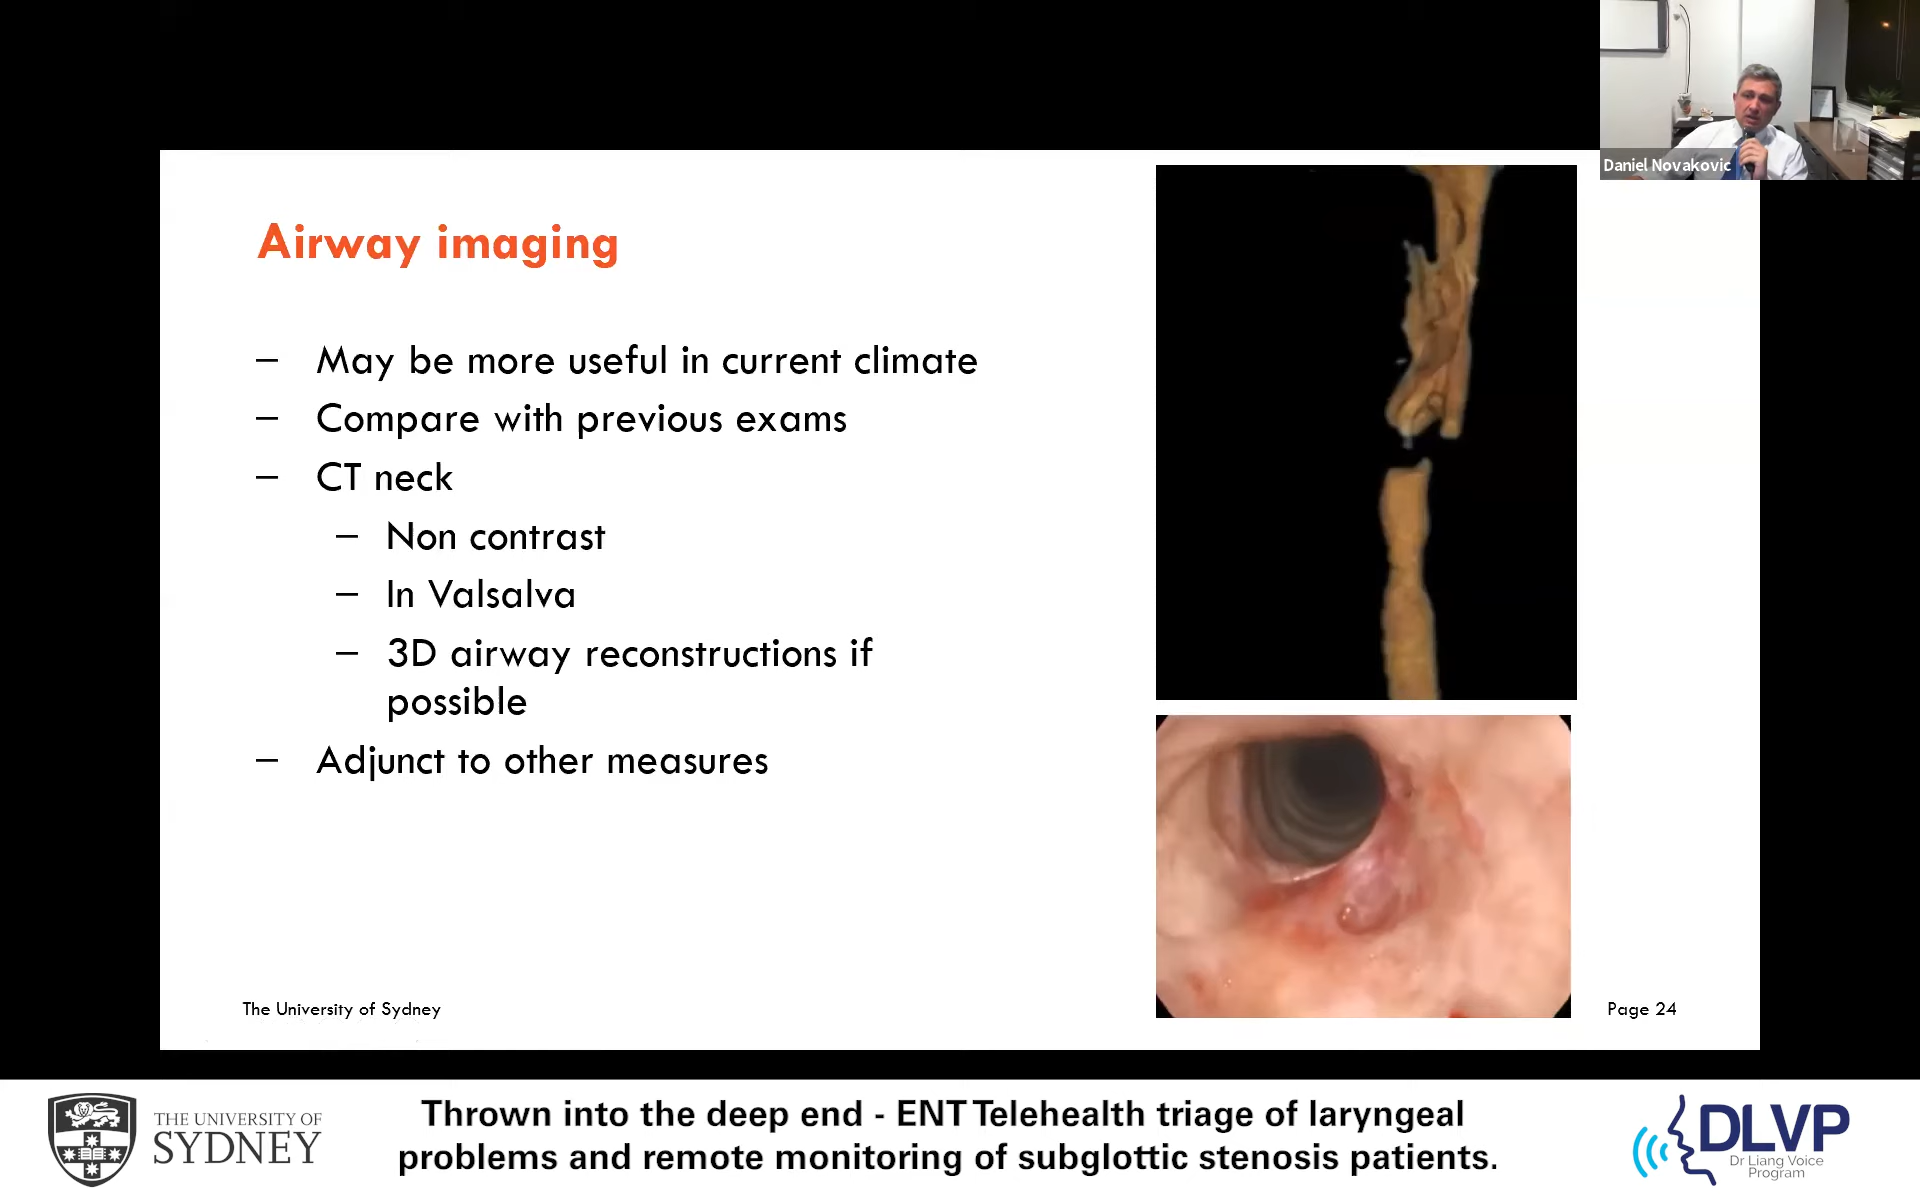 Daniel Novakovic
Airway imaging
– May be more useful in current climate
– Compare with previous exams
– CT neck
– Non contrast
– In Valsalva
– 3D airway reconstructions if
possible
– Adjunct to other measures
The University of Sydney
Page 24
THE UNIVERSITY OF
SYDNEY
Thrown into the deep end - ENT Telehealth triage of laryngeal
problems and remote monitoring of subglottic stenosis patients.
DLVP
Dr Liang Voice
Program